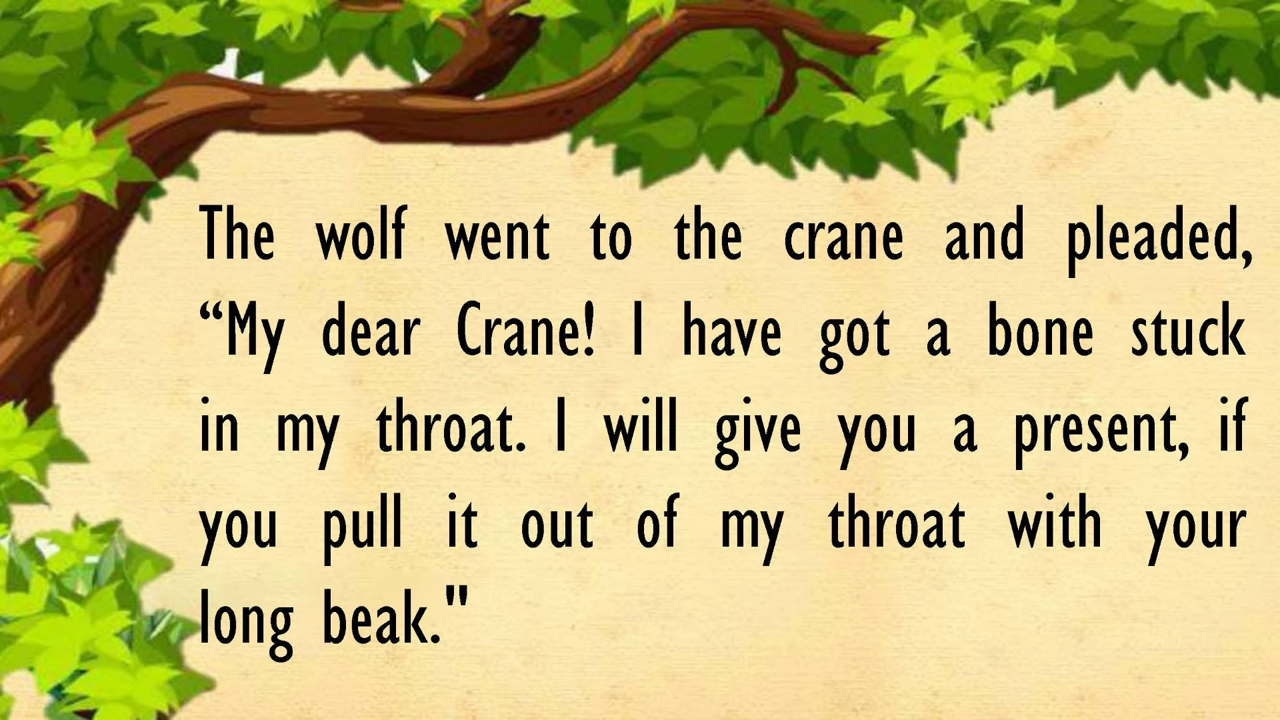 The wolf went to the crane and pleaded,
“My dear Crane! I have got a bone stuck
in my throat. I will give you a present, if
you pull it out of my throat with your
long beak."